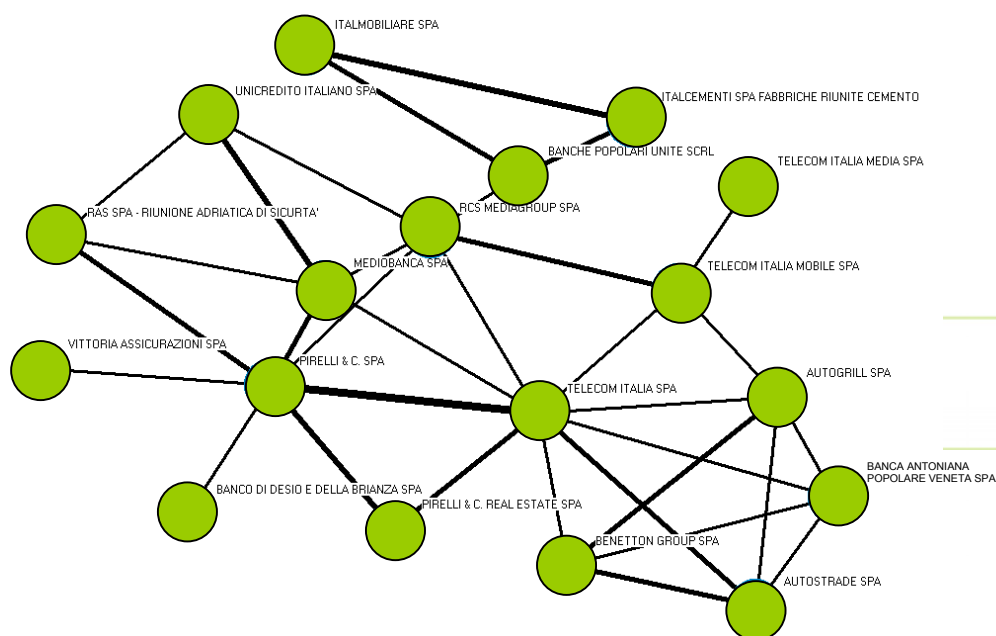 ITALMOBILIARE SPA
UNICREDITO ITALIANO SPA
ITALCEMENTI SPA FABBRICHE RIUNITE CEMENTO
BANCHE POPOLARI UNITE SCRL
TELECOM ITALIA MEDIA SPA
RCS MEDIAGROUP SPA
RAS SPA - RIUNIONE ADRIATICA DI SICURTA'
MEDIOBANCA SPA
TELECOM ITALIA MOBILE SPA
VITTORIA ASSICURAZIONI SPA
PIRELLI & C. SPA
TELECOM ITALIA SPA
AUTOGRILL SPA
BANCA ANTONIANA
POPOLARE VENETA SPA
BANCO DI DESIO E DELLA BRIANZA SPA
PIRELLI & C. REAL ESTATE SPA
BENETTON GROUP SPA
AUTOSTRADE SPA